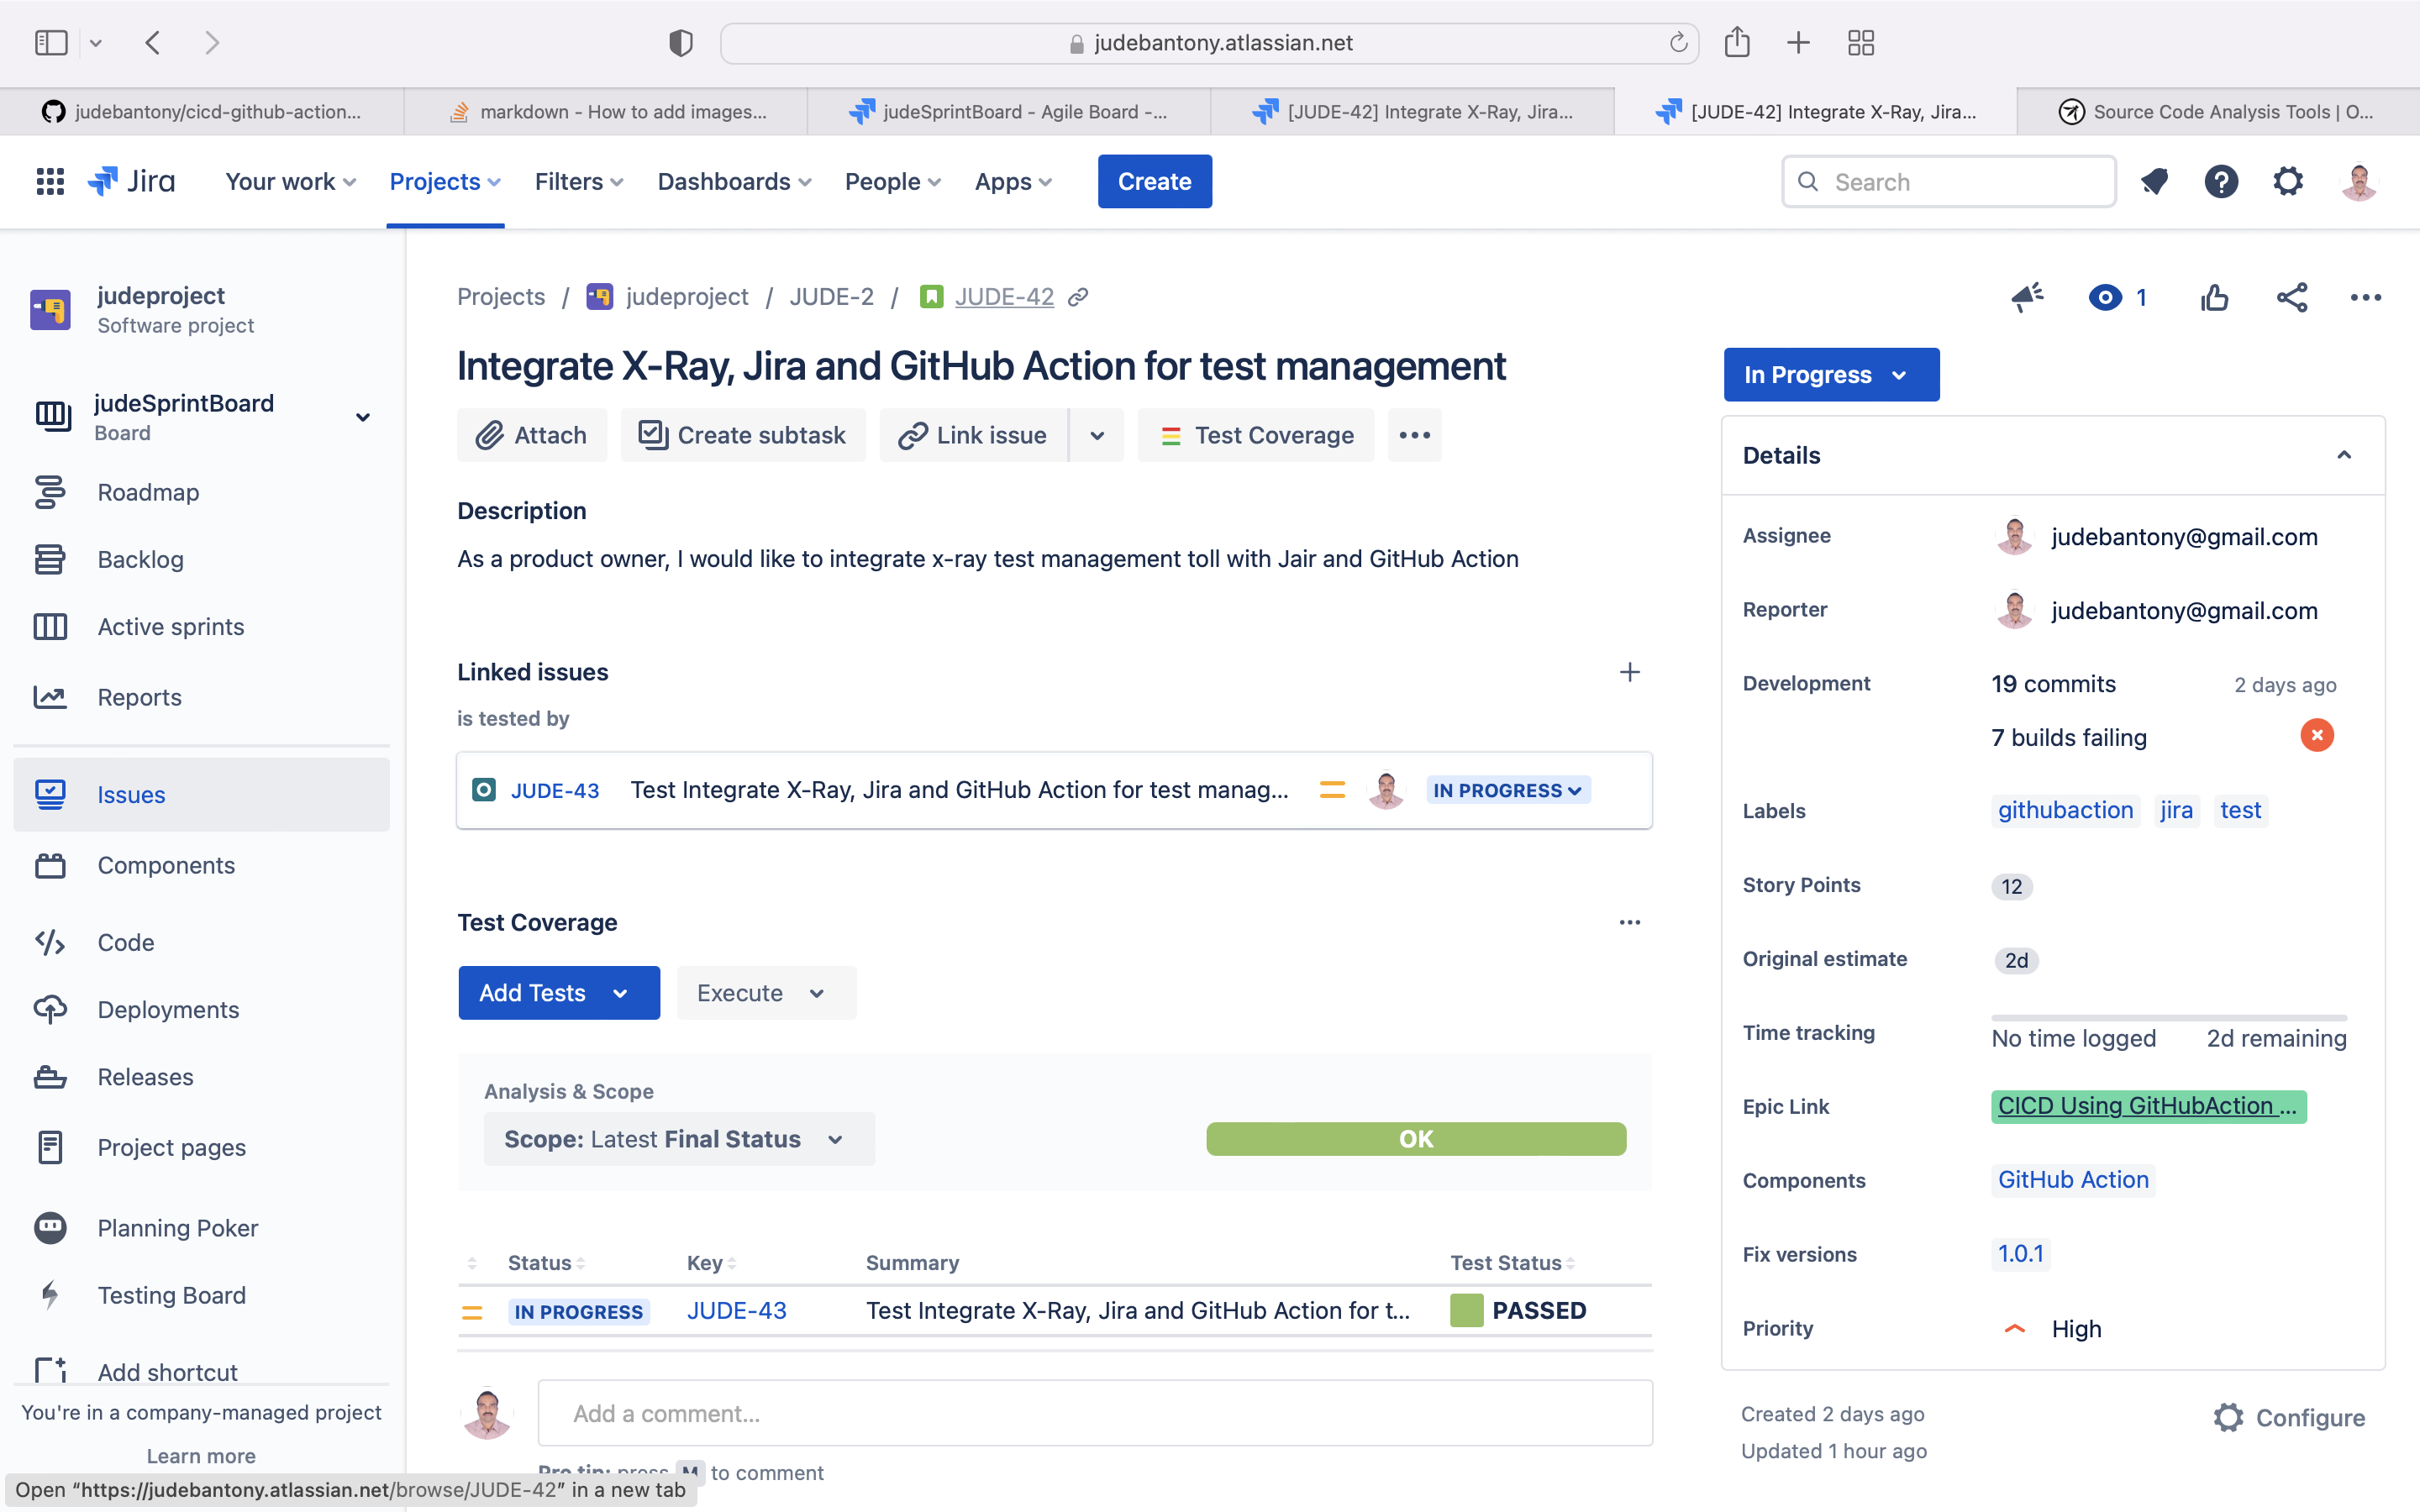 judebantony.atlassian.net
judebantony/cicd-github-action...
markdown - How to add images...
judeSprintBoard - Agile Board -...
[JUDE-42] Integrate X-Ray, Jira...
[JUDE-42] Integrate X-Ray, Jira...
Source Code Analysis Tools | O...
Jira
Your work
Projects
Filters
Dashboards
People
Apps
Create
Search
judeproject
Software project
judeSprintBoard
Board
Roadmap
Backlog
Active sprints
Reports
Issues
Components
Code
Deployments
Releases
Project pages
Planning Poker
Testing Board
Add shortcut
You're in a company-managed project
Learn more
Open “https://judebantony.atlassian.net/browse/JUDE-42” in a new tab
Projects / judeproject / JUDE-2 / JUDE-42
1
Integrate X-Ray, Jira and GitHub Action for test management
Attach
Create subtask
Link issue
Test Coverage
Description
As a product owner, I would like to integrate x-ray test management toll with Jair and GitHub Action
Linked issues
is tested by
JUDE-43 Test Integrate X-Ray, Jira and GitHub Action for test manag... IN PROGRESS
Test Coverage
Add Tests
Execute
Analysis & Scope
Scope: Latest Final Status
OK
Status Key Summary Test Status
IN PROGRESS JUDE-43 Test Integrate X-Ray, Jira and GitHub Action for t... PASSED
Add a comment...
Pro tip: press M to comment
In Progress
Details
Assignee judebantony@gmail.com
Reporter judebantony@gmail.com
Development 19 commits 2 days ago
7 builds failing
Labels githubaction jira test
Story Points 12
Original estimate 2d
Time tracking No time logged 2d remaining
Epic Link CICD Using GitHubAction ...
Components GitHub Action
Fix versions 1.0.1
Priority High
Created 2 days ago
Updated 1 hour ago
Configure